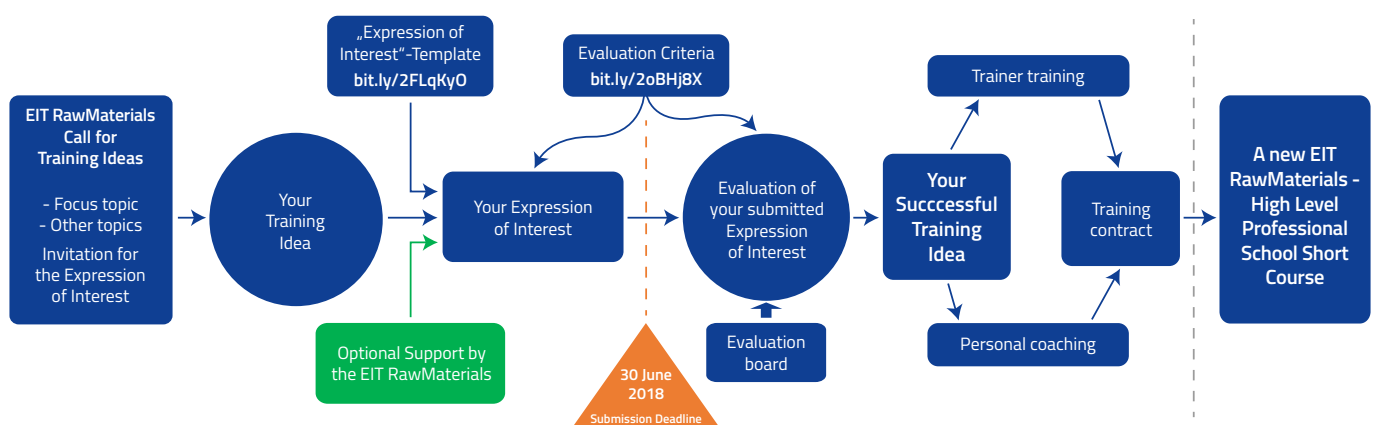 EIT RawMaterials
Call for
Training Ideas
- Focus topic
- Other topics
Invitation for
the Expression
of Interest
Your
Training
Idea
„Expression of
Interest“-Template
bit.ly/2FLqKyO
Optional Support by
the EIT RawMaterials
Your Expression
of Interest
Evaluation Criteria
bit.ly/2oBHj8X
30 June
2018
Submission Deadline
Evaluation of
your submitted
Expression
of Interest
Evaluation
board
Your
Succcessful
Training
Idea
Trainer training
Personal coaching
Training
contract
A new EIT
RawMaterials -
High Level
Professional
School Short
Course